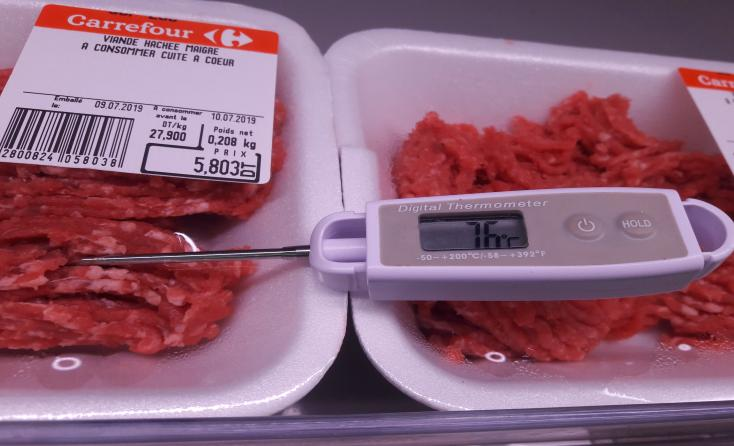 Carrefour
VIANDE HACHEE MAIGRE
A CONSOMMER CUITE A COEUR
Emballé le: 09.07.2019 A consommer avant le 10.07.2019
DT/kg 27,900 Poids net 0,208 kg
PRIX
5,803 DT
2800824 058038
Carr
Digital Thermometer
HOLD
-50~+200°C/-58~+392°F